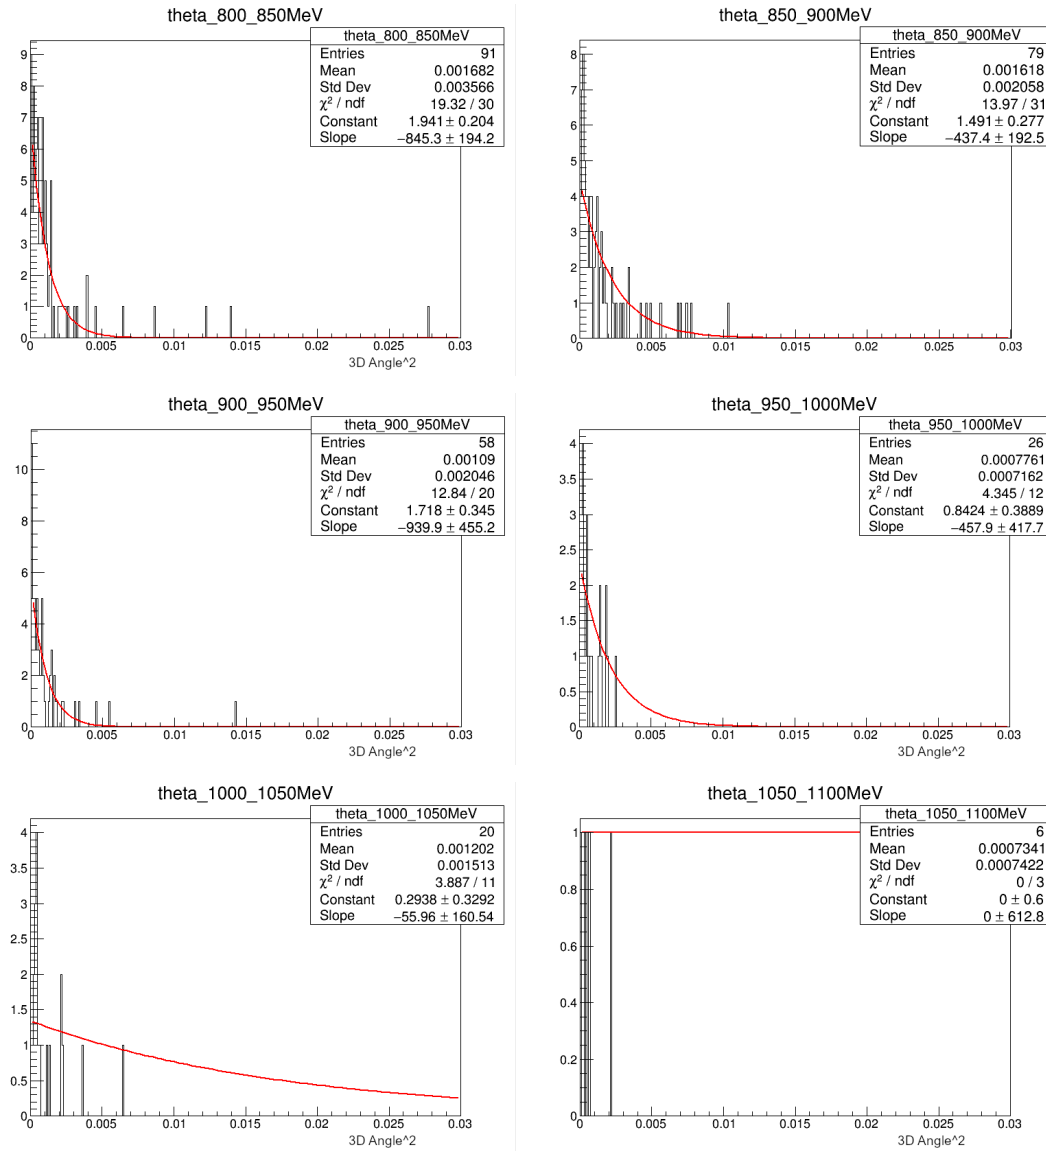 theta_800_850MeV
theta_800_850MeV
Entries 91
Mean 0.001682
Std Dev 0.003566
χ² / ndf 19.32 / 30
Constant 1.941 ± 0.204
Slope −845.3 ± 194.2
9
8
7
6
5
4
3
2
1
0
0 0.005 0.01 0.015 0.02 0.025 0.03
3D Angle^2
theta_850_900MeV
theta_850_900MeV
Entries 79
Mean 0.001618
Std Dev 0.002058
χ² / ndf 13.97 / 31
Constant 1.491 ± 0.277
Slope −437.4 ± 192.5
8
7
6
5
4
3
2
1
0
0 0.005 0.01 0.015 0.02 0.025 0.03
3D Angle^2
theta_900_950MeV
theta_900_950MeV
Entries 58
Mean 0.00109
Std Dev 0.002046
χ² / ndf 12.84 / 20
Constant 1.718 ± 0.345
Slope −939.9 ± 455.2
10
8
6
4
2
0
0 0.005 0.01 0.015 0.02 0.025 0.03
3D Angle^2
theta_950_1000MeV
theta_950_1000MeV
Entries 26
Mean 0.0007761
Std Dev 0.0007162
χ² / ndf 4.345 / 12
Constant 0.8424 ± 0.3889
Slope −457.9 ± 417.7
4
3.5
3
2.5
2
1.5
1
0.5
0
0 0.005 0.01 0.015 0.02 0.025 0.03
3D Angle^2
theta_1000_1050MeV
theta_1000_1050MeV
Entries 20
Mean 0.001202
Std Dev 0.001513
χ² / ndf 3.887 / 11
Constant 0.2938 ± 0.3292
Slope −55.96 ± 160.54
4
3.5
3
2.5
2
1.5
1
0.5
0
0 0.005 0.01 0.015 0.02 0.025 0.03
3D Angle^2
theta_1050_1100MeV
theta_1050_1100MeV
Entries 6
Mean 0.0007341
Std Dev 0.0007422
χ² / ndf 0 / 3
Constant 0 ± 0.6
Slope 0 ± 612.8
1
0.8
0.6
0.4
0.2
0
0 0.005 0.01 0.015 0.02 0.025 0.03
3D Angle^2